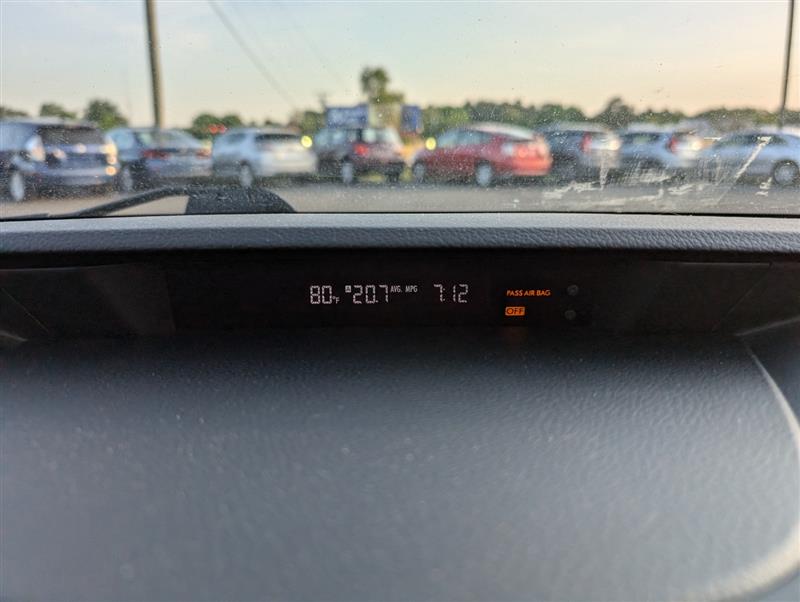 80°F A 20.7 AVG. MPG 7:12
PASS AIR BAG
OFF